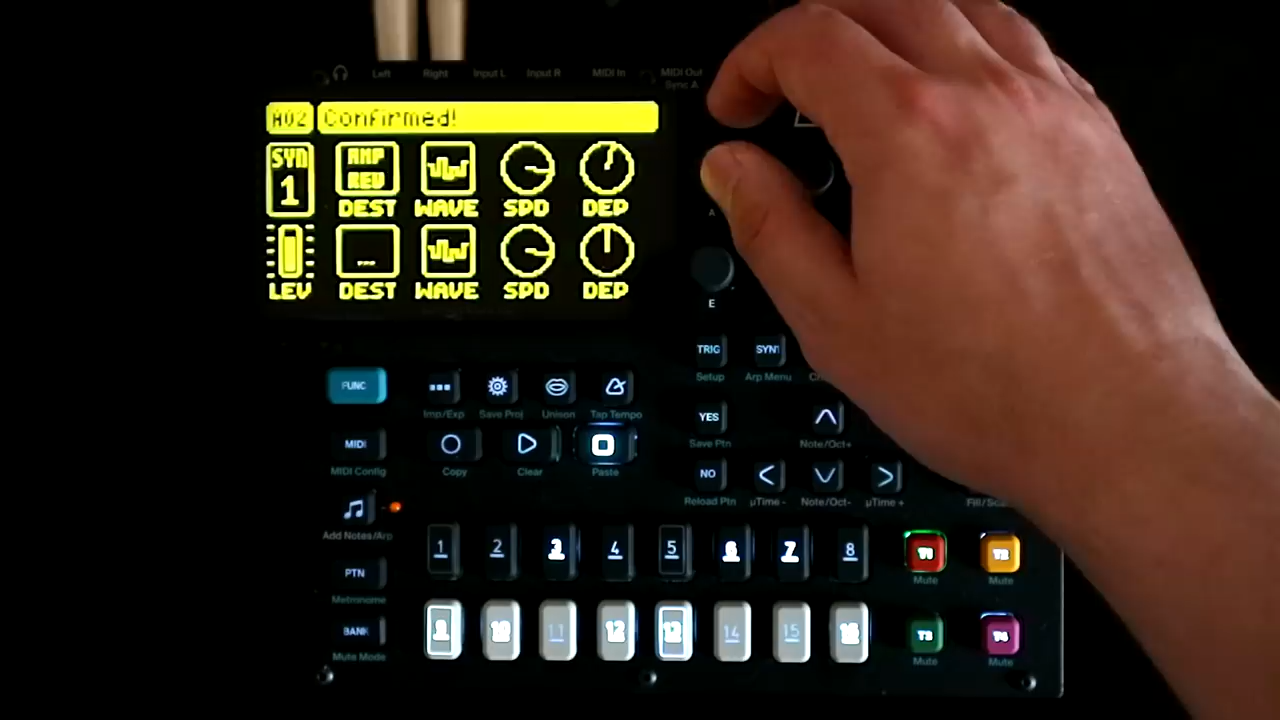 Left Right Input L Input R MIDI In MIDI Out
Sync A
A02 Confirmed!
SYN AMP
1 REV
DEST WAVE SPD DEP
...
LEV DEST WAVE SPD DEP
A
E
TRIG SYN1
Setup Arp Menu
FUNC
Imp/Exp Save Proj Unison Tap Tempo
YES
Save Ptn Note/Oct+
MIDI
MIDI Config Copy Clear Paste
NO < >
Reload Ptn µTime - Note/Oct- µTime +
Add Notes/Arp
1 2 3 4 5 6 7 8 T1 T2
Mute Mute
PTN
Metronome
BANK 9 10 11 12 13 14 15 16 T3 T4
Mute Mode Mute Mute